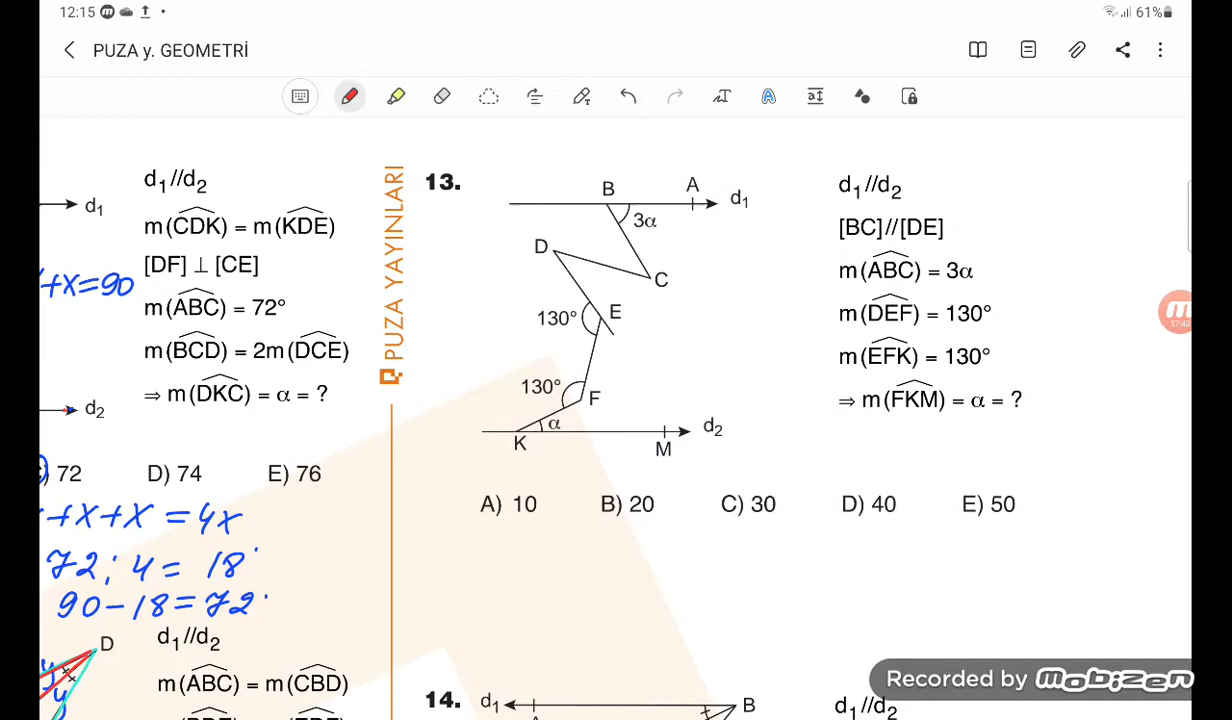 12:15
61%
PUZA y. GEOMETRİ
d₁
+x=90
d₂
72
D) 74
E) 76
+x+x = 4x
72 : 4 = 18°
90 - 18 = 72°
D
y
y
d₁//d₂
m(CDK) = m(KDE)
[DF] ⊥ [CE]
m(ABC) = 72°
m(BCD) = 2m(DCE)
⇒ m(DKC) = α = ?
d₁//d₂
m(ABC) = m(CBD)
PUZA YAYINLARI
13.
B
A
d₁
3α
D
C
130°
E
130°
F
α
K
M
d₂
d₁//d₂
[BC]//[DE]
m(ABC) = 3α
m(DEF) = 130°
m(EFK) = 130°
⇒ m(FKM) = α = ?
A) 10
B) 20
C) 30
D) 40
E) 50
14.
d₁
B
d₁//d₂
Recorded by mobizen